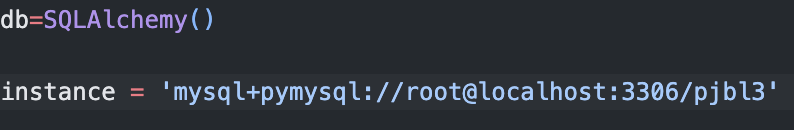 db=SQLAlchemy()
instance = 'mysql+pymysql://root@localhost:3306/pjbl3'